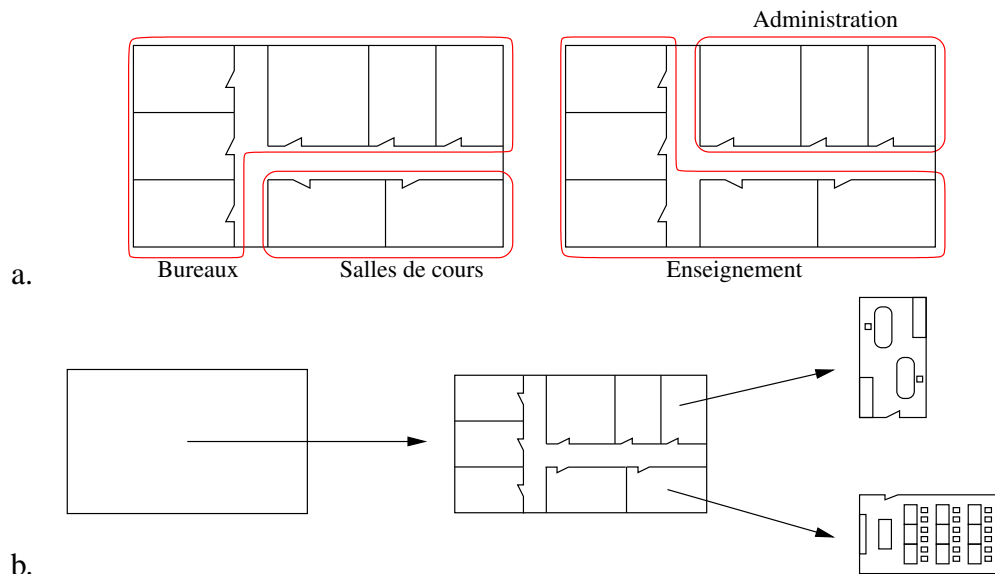 Administration
Bureaux
Salles de cours
Enseignement
a.
b.